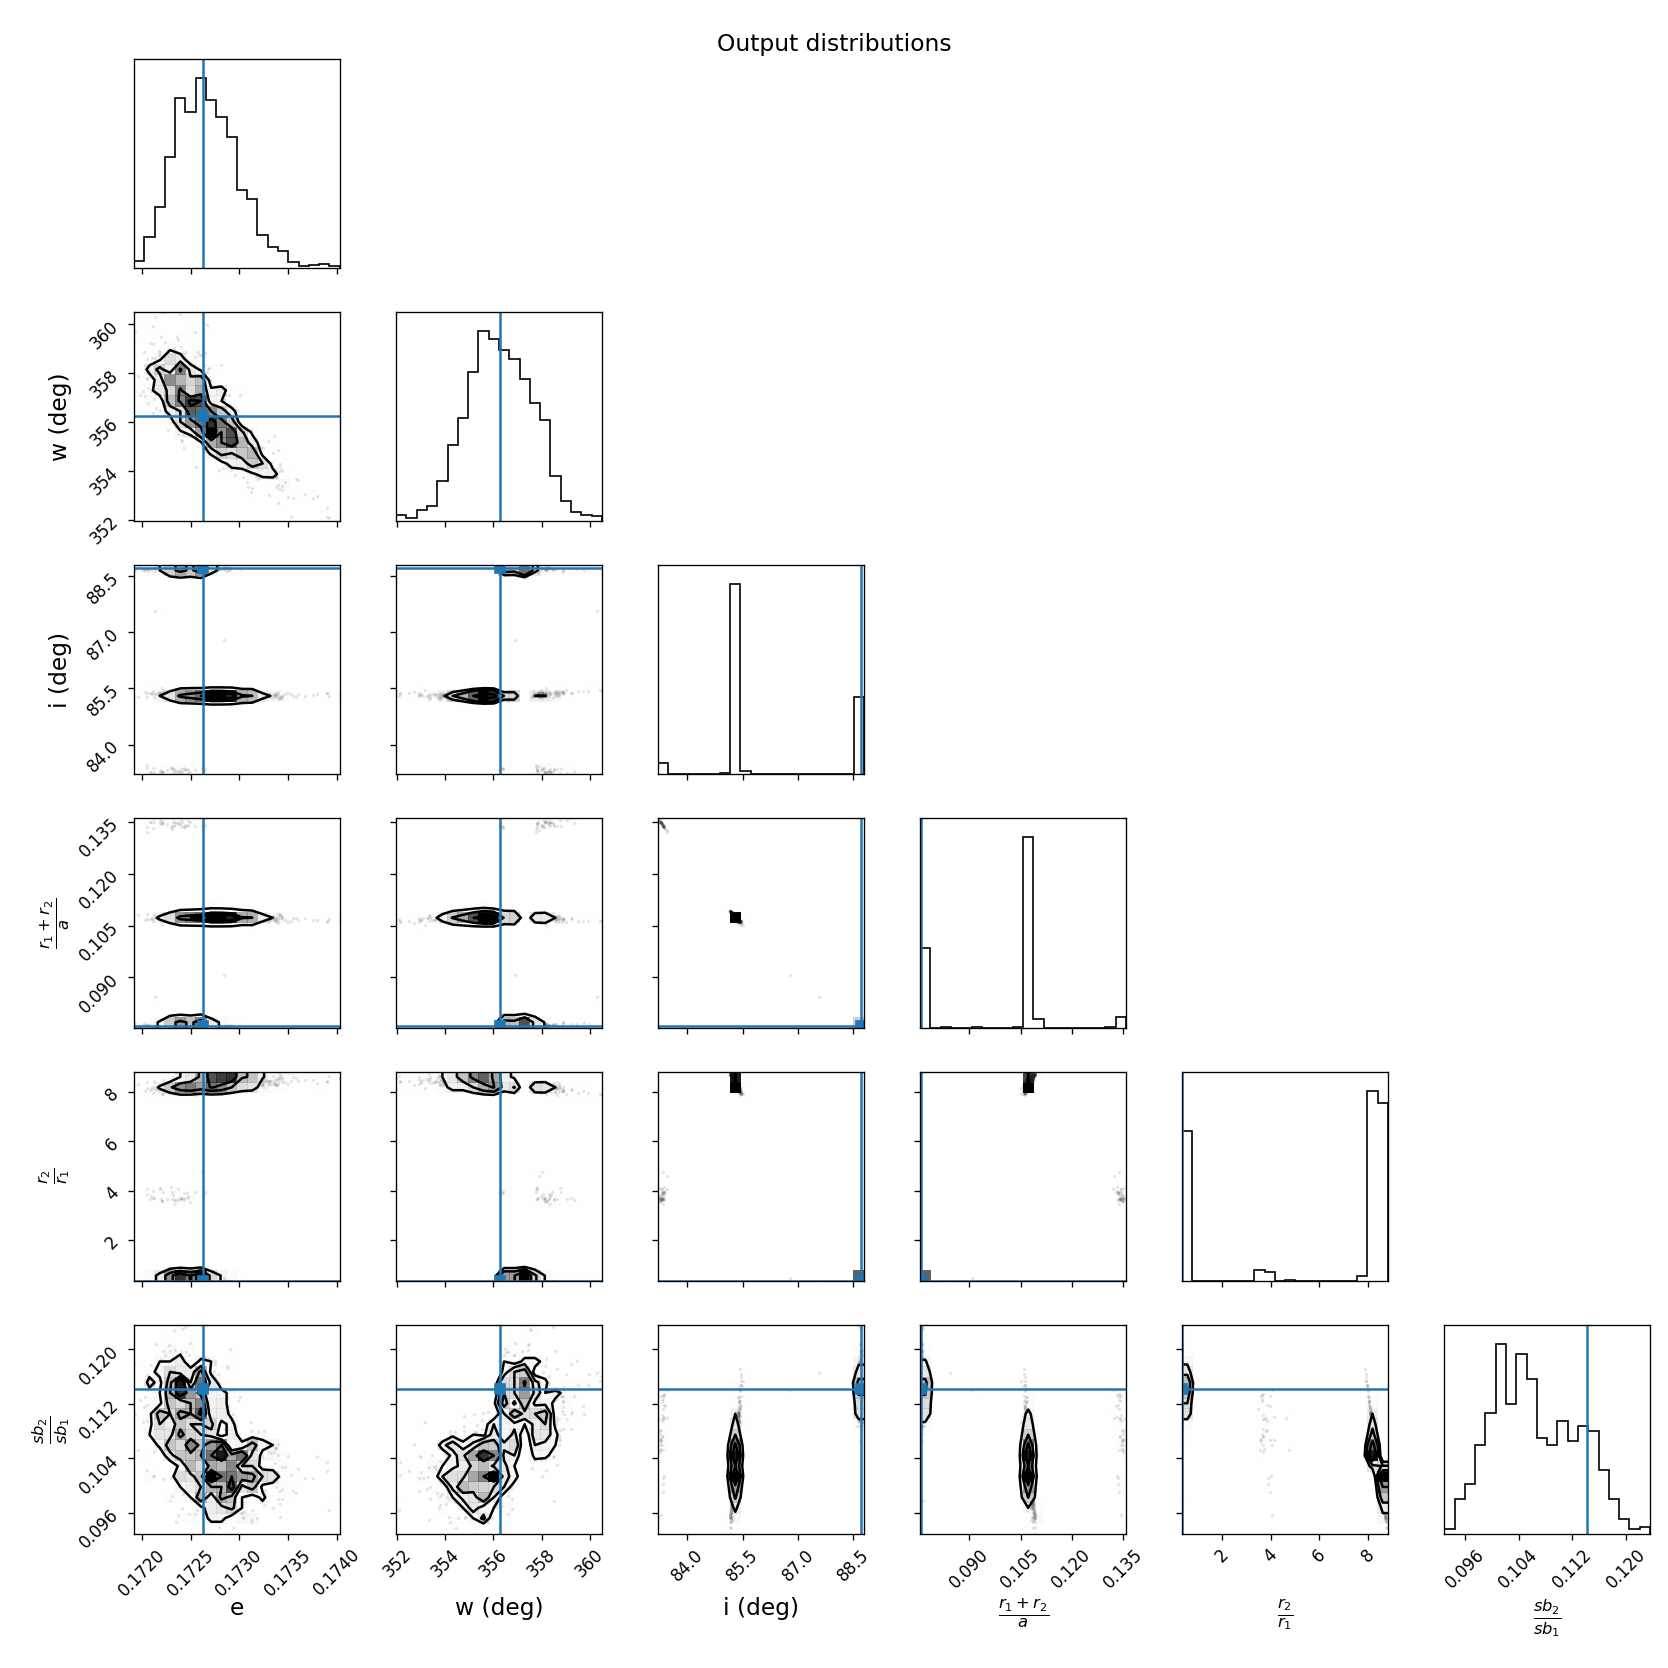 Output distributions
w (deg)
360
358
356
354
352
i (deg)
88.5
87.0
85.5
84.0
r₁ + r₂
a
0.135
0.120
0.105
0.090
r₂
r₁
8
6
4
2
sb₂
sb₁
0.120
0.112
0.104
0.096
0.1720 0.1725 0.1730 0.1735 0.1740
352 354 356 358 360
84.0 85.5 87.0 88.5
0.090 0.105 0.120 0.135
2 4 6 8
0.096 0.104 0.112 0.120
e
w (deg)
i (deg)
r₁ + r₂
a
r₂
r₁
sb₂
sb₁